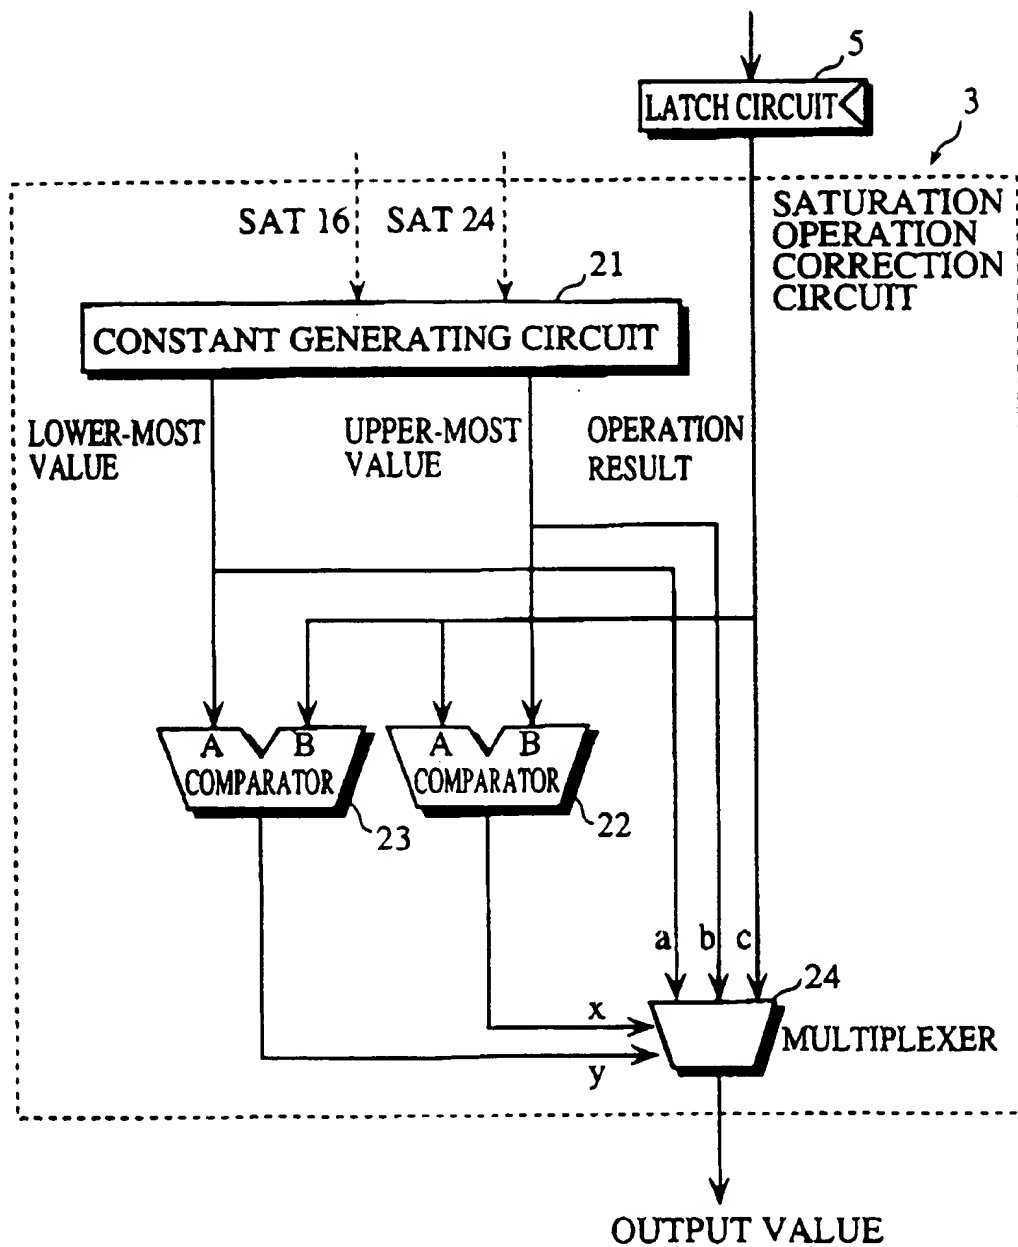 5
LATCH CIRCUIT
3
SAT 16
SAT 24
SATURATION
OPERATION
CORRECTION
CIRCUIT
21
CONSTANT GENERATING CIRCUIT
LOWER-MOST
VALUE
UPPER-MOST
VALUE
OPERATION
RESULT
A B
COMPARATOR
23
A B
COMPARATOR
22
a b c
24
x
y
MULTIPLEXER
OUTPUT VALUE